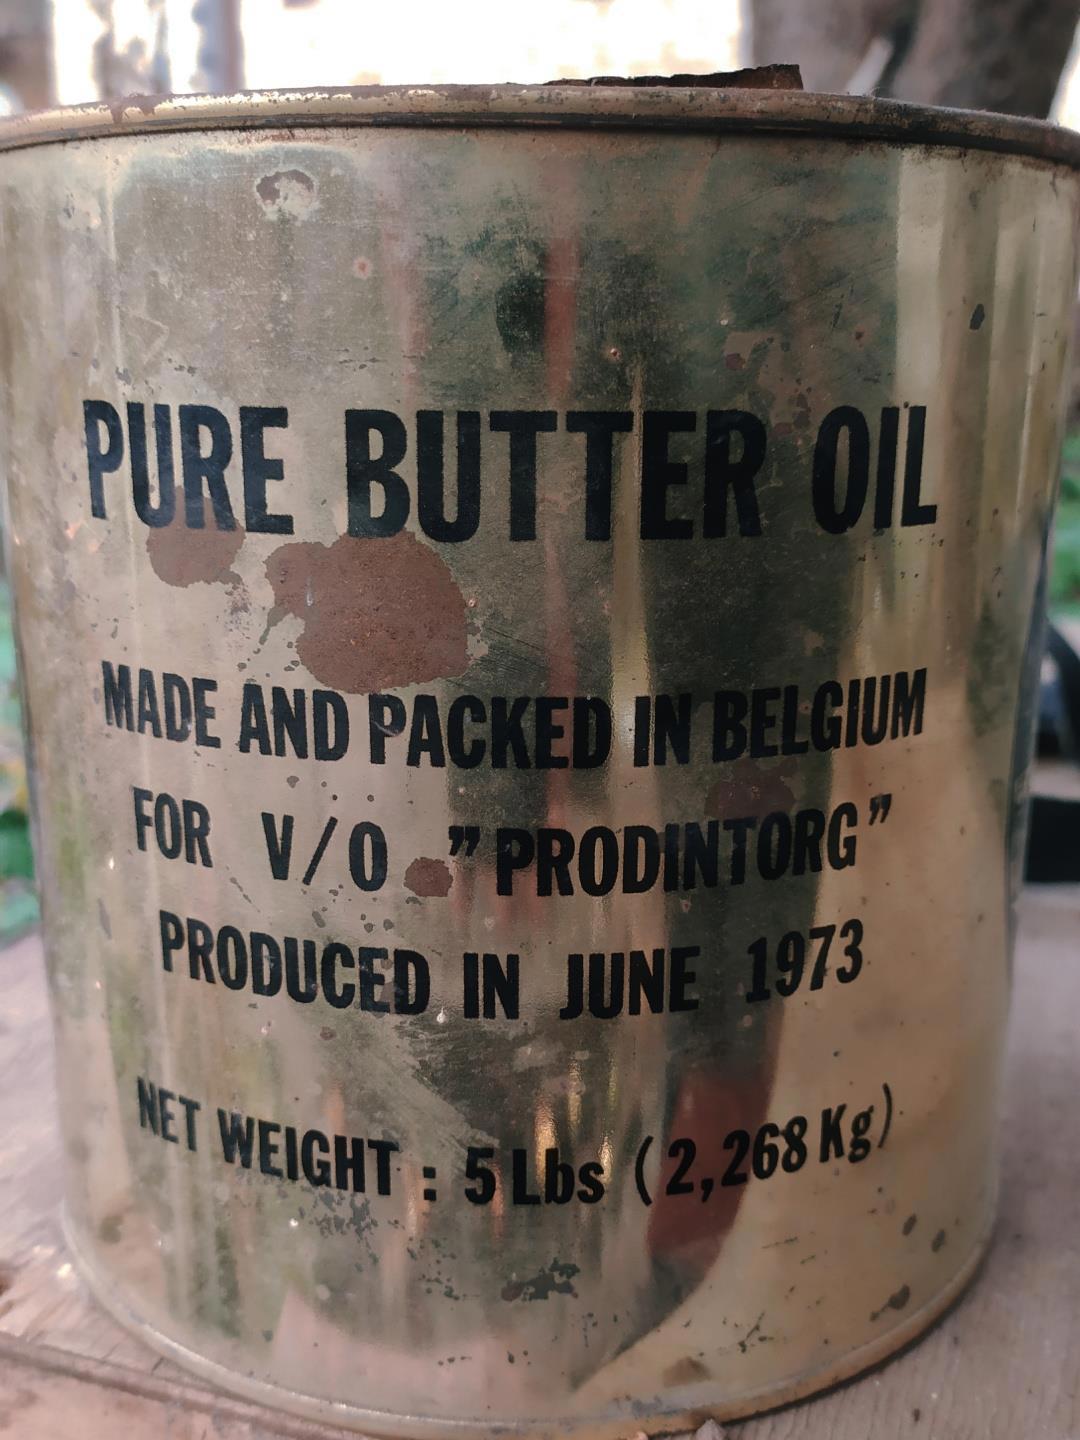 PURE BUTTER OIL
MADE AND PACKED IN BELGIUM
FOR V/O ”PRODINTORG”
PRODUCED IN JUNE 1973
NET WEIGHT : 5 Lbs (2,268 Kg)